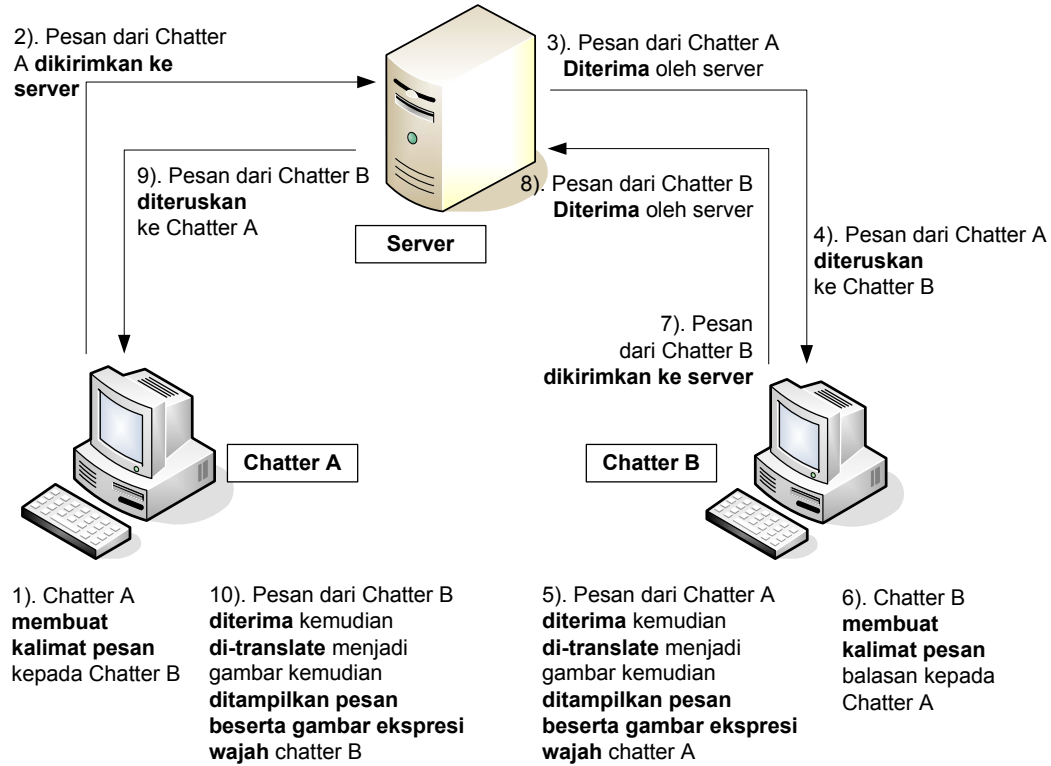 2). Pesan dari Chatter
A dikirimkan ke
server
3). Pesan dari Chatter A
Diterima oleh server
9). Pesan dari Chatter B
diteruskan
ke Chatter A
8). Pesan dari Chatter B
Diterima oleh server
Server
4). Pesan dari Chatter A
diteruskan
ke Chatter B
7). Pesan
dari Chatter B
dikirimkan ke server
Chatter A
Chatter B
1). Chatter A
membuat
kalimat pesan
kepada Chatter B
10). Pesan dari Chatter B
diterima kemudian
di-translate menjadi
gambar kemudian
ditampilkan pesan
beserta gambar ekspresi
wajah chatter B
5). Pesan dari Chatter A
diterima kemudian
di-translate menjadi
gambar kemudian
ditampilkan pesan
beserta gambar ekspresi
wajah chatter A
6). Chatter B
membuat
kalimat pesan
balasan kepada
Chatter A